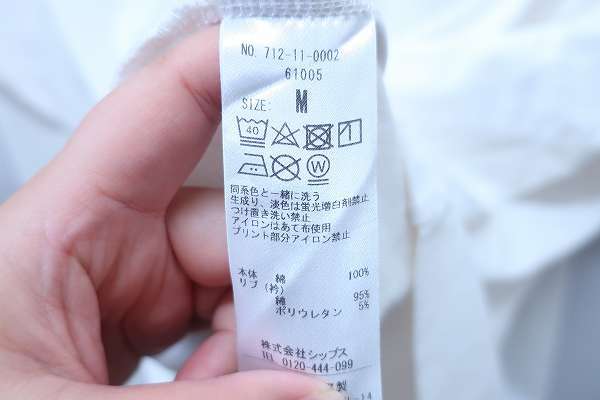 NO. 712-11-0002
61005
SIZE: M
40
W
同系色と一緒に洗う
生成り、淡色は蛍光増白剤禁止
つけ置き洗い禁止
アイロンはあて布使用
プリント部分アイロン禁止
本体 綿 100%
リブ(衿)
綿 95%
ポリウレタン 5%
株式会社シップス
TEL 0120-444-099
製
-14